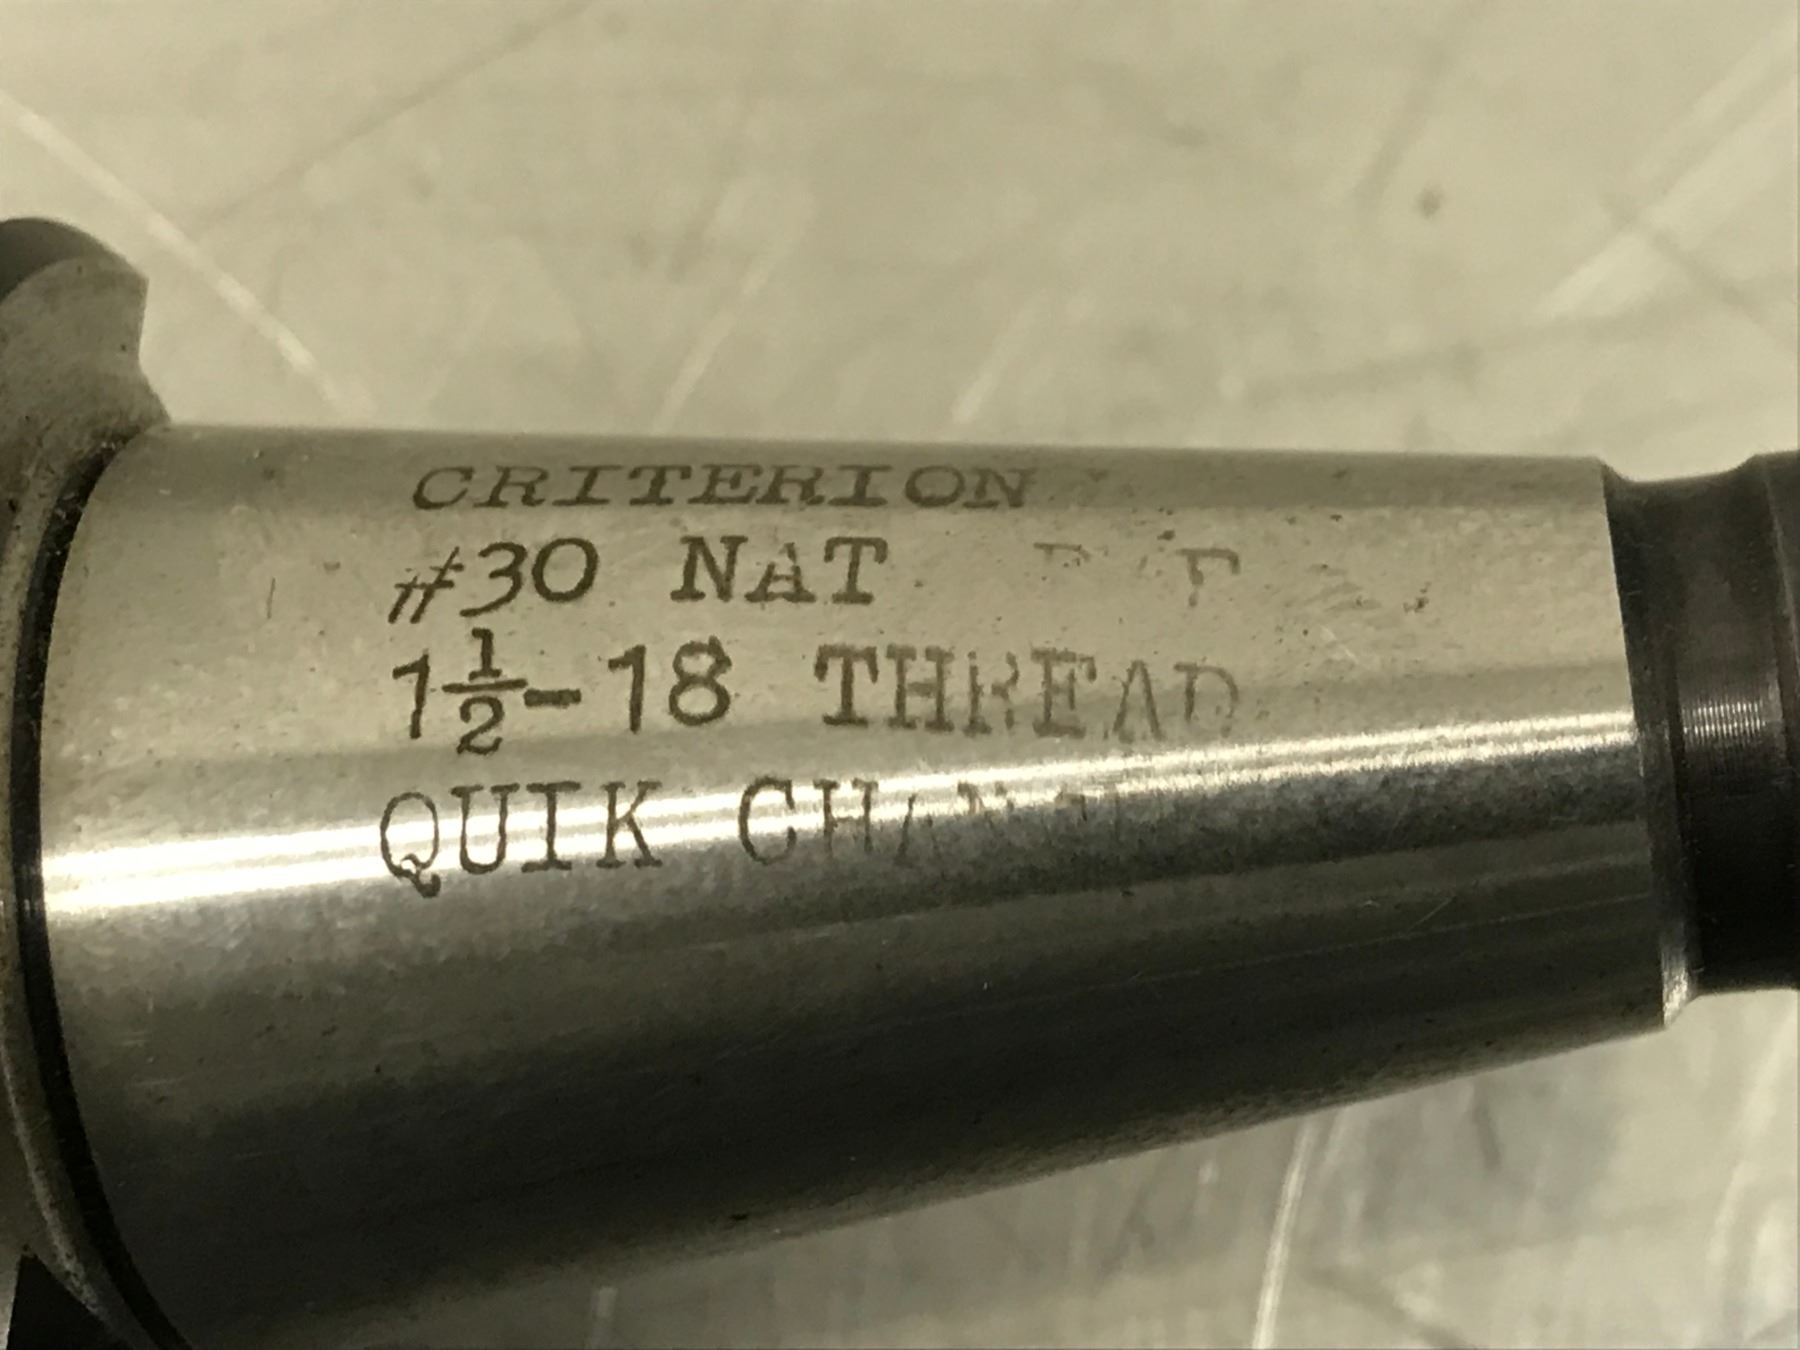 CRITERION
#30 NAT
1½-18 THREAD
QUIK